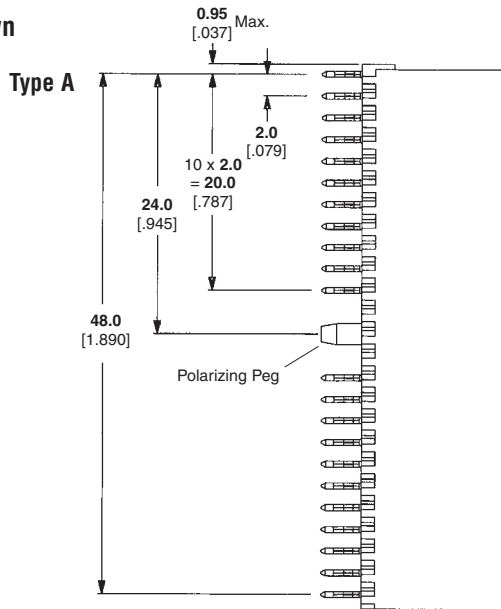 0.95
[.037] Max.
Type A
2.0
[.079]
10 x 2.0
= 20.0
[.787]
24.0
[.945]
48.0
[1.890]
Polarizing Peg